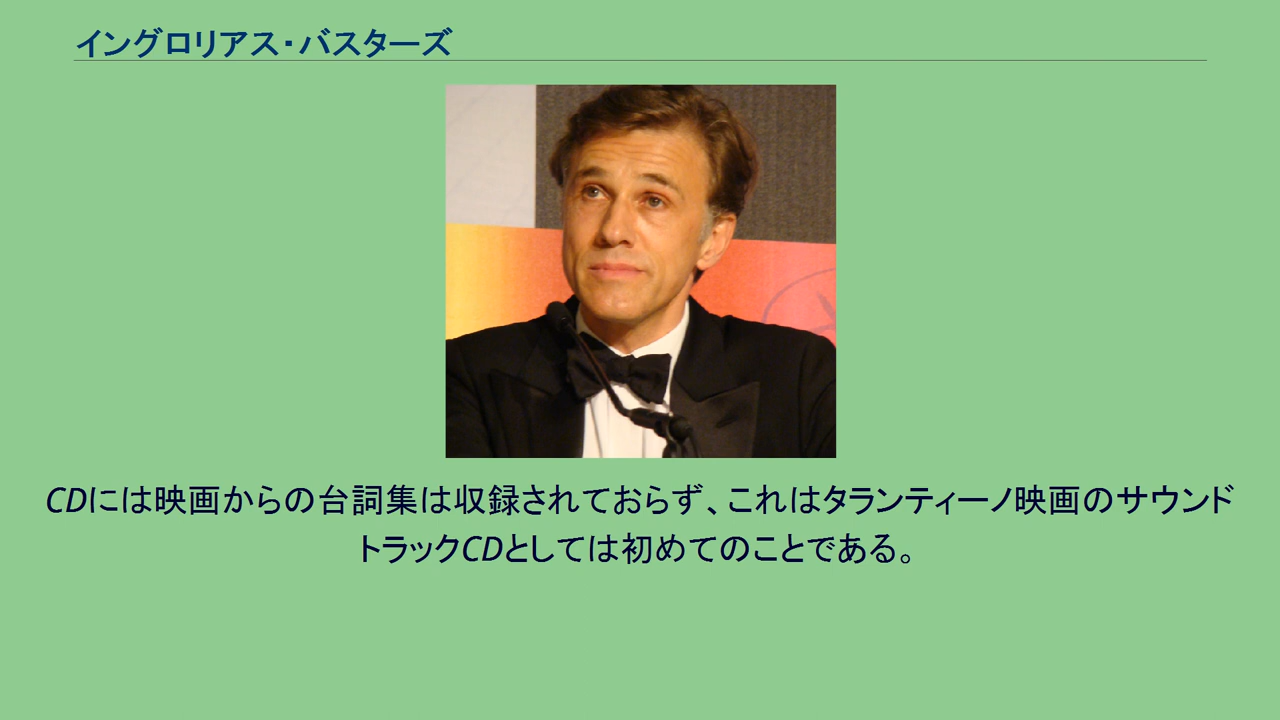 イングロリアス・バスターズ
CDには映画からの台詞集は収録されておらず、これはタランティーノ映画のサウンド
トラックCDとしては初めてのことである。